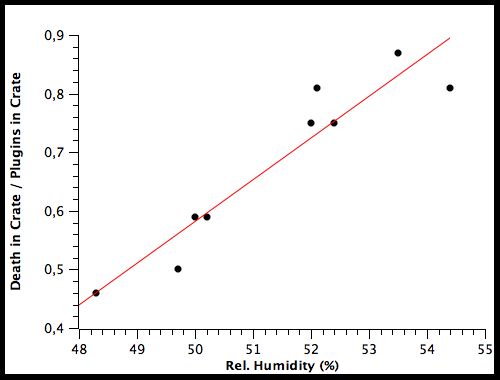 Death in Crate / Plugins in Crate
0,9
0,8
0,7
0,6
0,5
0,4
48 49 50 51 52 53 54 55
Rel. Humidity (%)